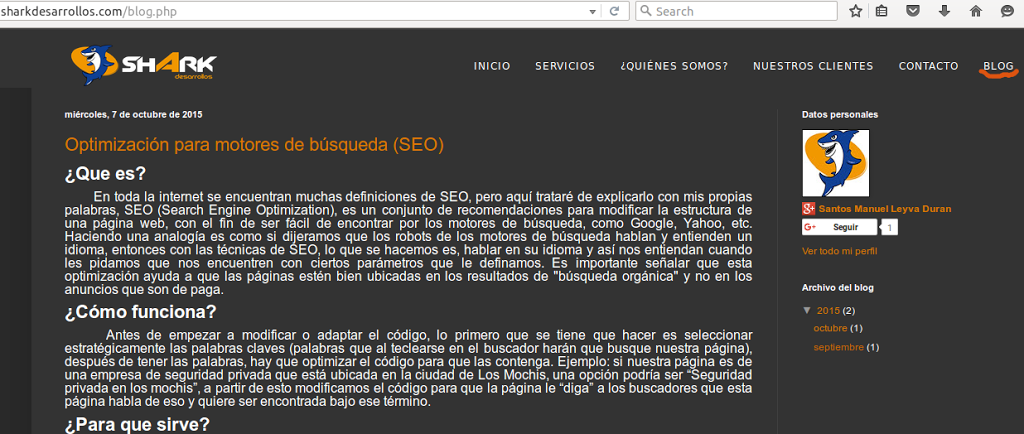 sharkdesarrollos.com/blog.php
Search
SHARK
desarrollos
INICIO
SERVICIOS
¿QUIÉNES SOMOS?
NUESTROS CLIENTES
CONTACTO
BLOG
miércoles, 7 de octubre de 2015
Optimización para motores de búsqueda (SEO)
¿Que es?
En toda la internet se encuentran muchas definiciones de SEO, pero aquí trataré de explicarlo con mis propias
palabras, SEO (Search Engine Optimization), es un conjunto de recomendaciones para modificar la estructura de
una página web, con el fin de ser fácil de encontrar por los motores de búsqueda, como Google, Yahoo, etc.
Haciendo una analogía es como si dijeramos que los robots de los motores de búsqueda hablan y entienden un
idioma, entonces con las técnicas de SEO, lo que se hacemos es, hablar en su idioma y así nos entiendan cuando
les pidamos que nos encuentren con ciertos parámetros que le definamos. Es importante señalar que esta
optimización ayuda a que las páginas estén bien ubicadas en los resultados de "búsqueda orgánica" y no en los
anuncios que son de paga.
¿Cómo funciona?
Antes de empezar a modificar o adaptar el código, lo primero que se tiene que hacer es seleccionar
estratégicamente las palabras claves (palabras que al teclearse en el buscador harán que busque nuestra página),
después de tener las palabras, hay que optimizar el código para que las contenga. Ejemplo: si nuestra página es de
una empresa de seguridad privada que está ubicada en la ciudad de Los Mochis, una opción podría ser “Seguridad
privada en los mochis”, a partir de esto modificamos el código para que la página le “diga” a los buscadores que esta
página habla de eso y quiere ser encontrada bajo ese término.
¿Para que sirve?
Datos personales
g+ Santos Manuel Leyva Duran
G+ Seguir 1
Ver todo mi perfil
Archivo del blog
▼ 2015 (2)
octubre (1)
septiembre (1)